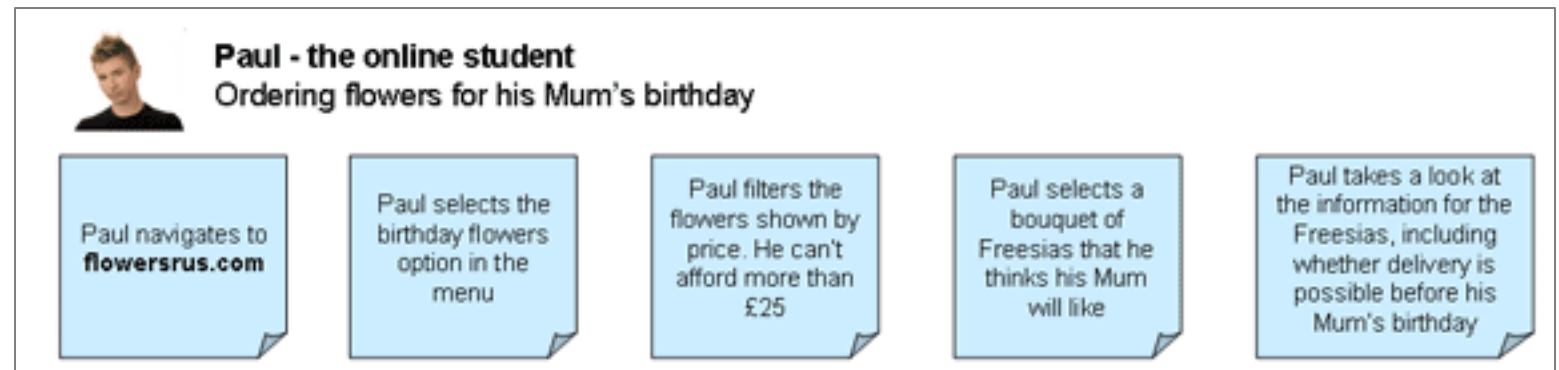 Paul - the online student
Ordering flowers for his Mum's birthday
Paul navigates to
flowersrus.com
Paul selects the
birthday flowers
option in the
menu
Paul filters the
flowers shown by
price. He can't
afford more than
£25
Paul selects a
bouquet of
Freesias that he
thinks his Mum
will like
Paul takes a look at
the information for the
Freesias, including
whether delivery is
possible before his
Mum's birthday